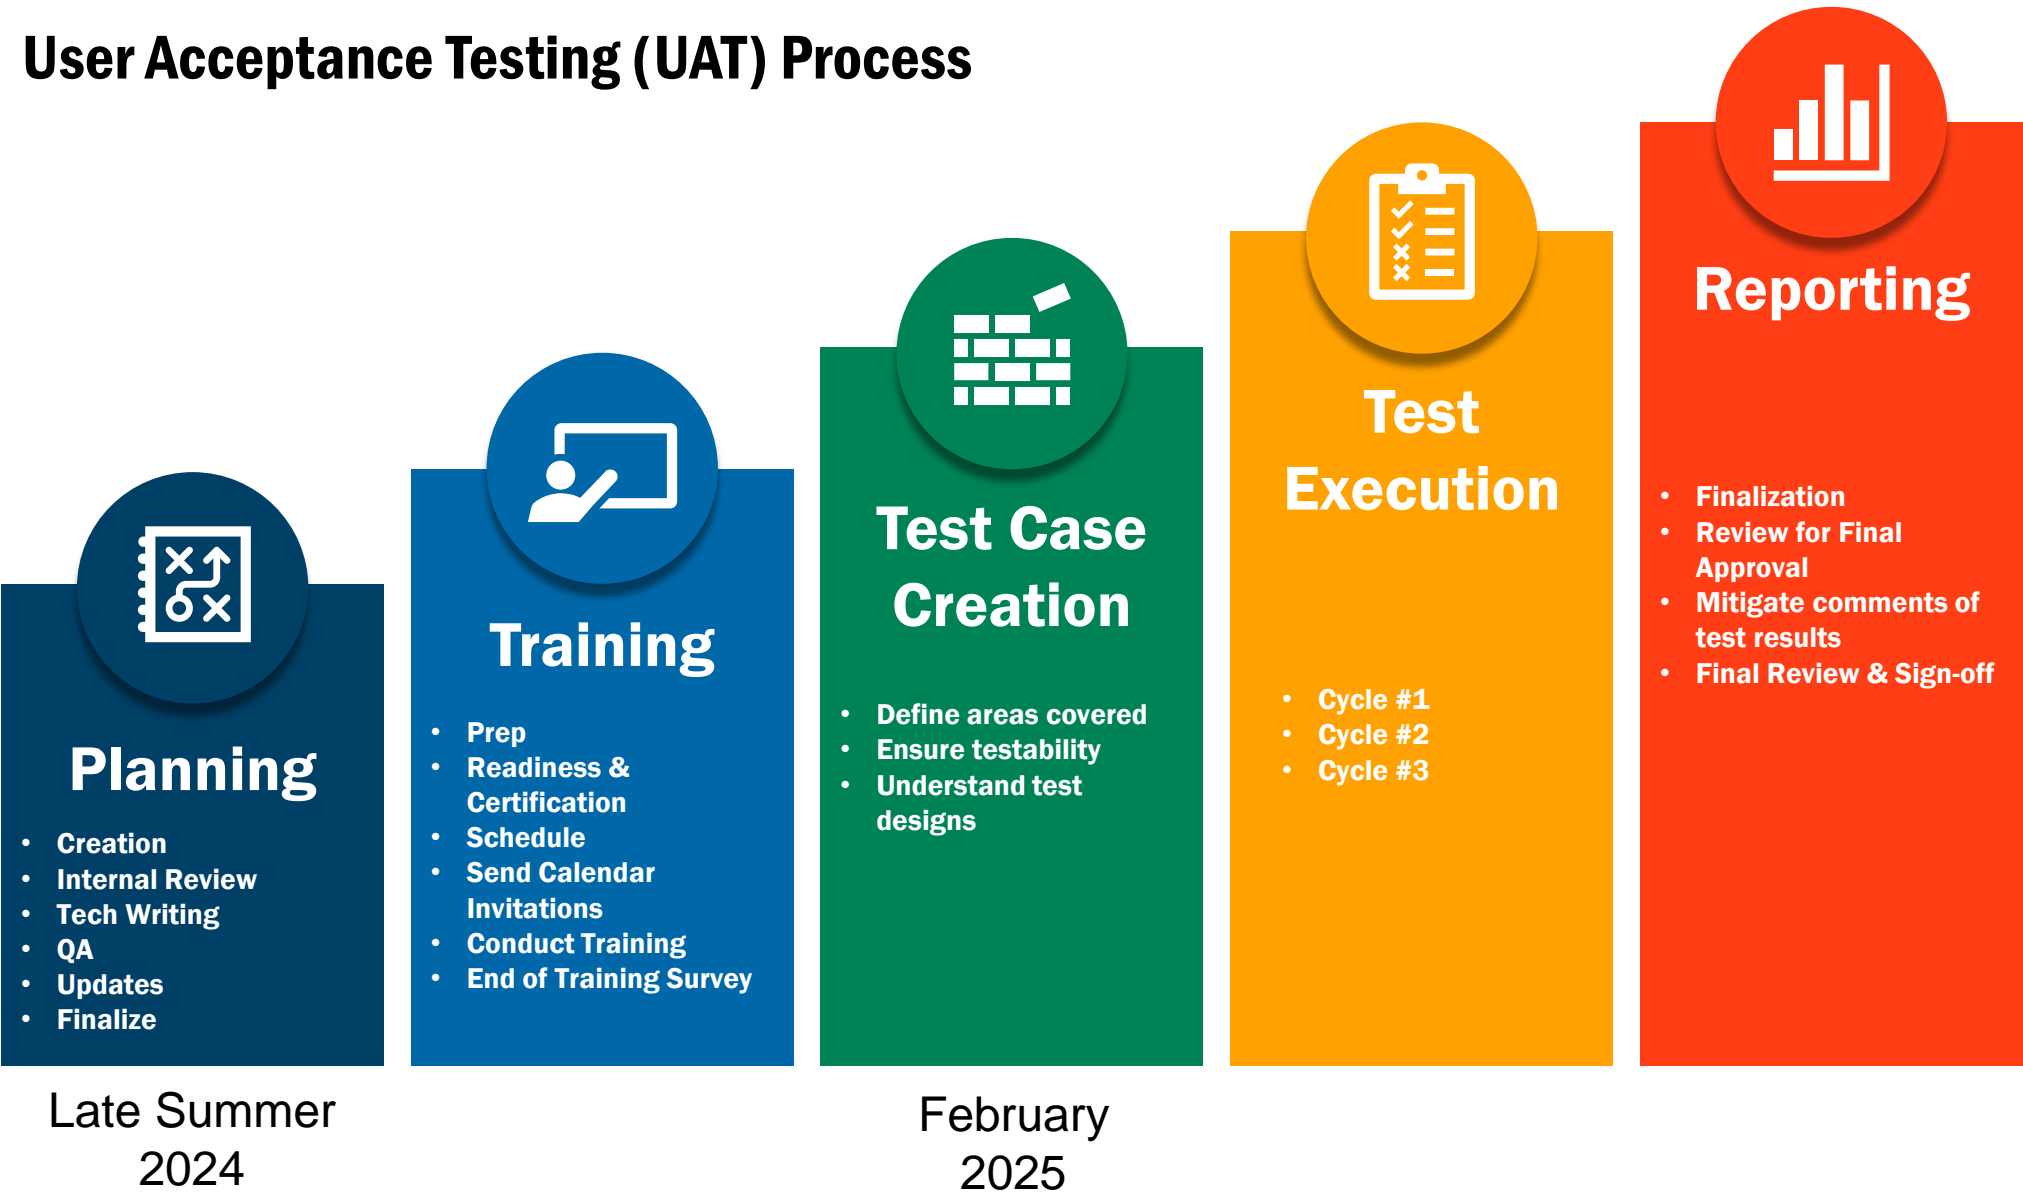 User Acceptance Testing (UAT) Process
Planning
• Creation
• Internal Review
• Tech Writing
• QA
• Updates
• Finalize
Late Summer
2024
Training
• Prep
• Readiness &
Certification
• Schedule
• Send Calendar
Invitations
• Conduct Training
• End of Training Survey
Test Case
Creation
• Define areas covered
• Ensure testability
• Understand test
designs
February
2025
Test
Execution
• Cycle #1
• Cycle #2
• Cycle #3
Reporting
• Finalization
• Review for Final
Approval
• Mitigate comments of
test results
• Final Review & Sign-off